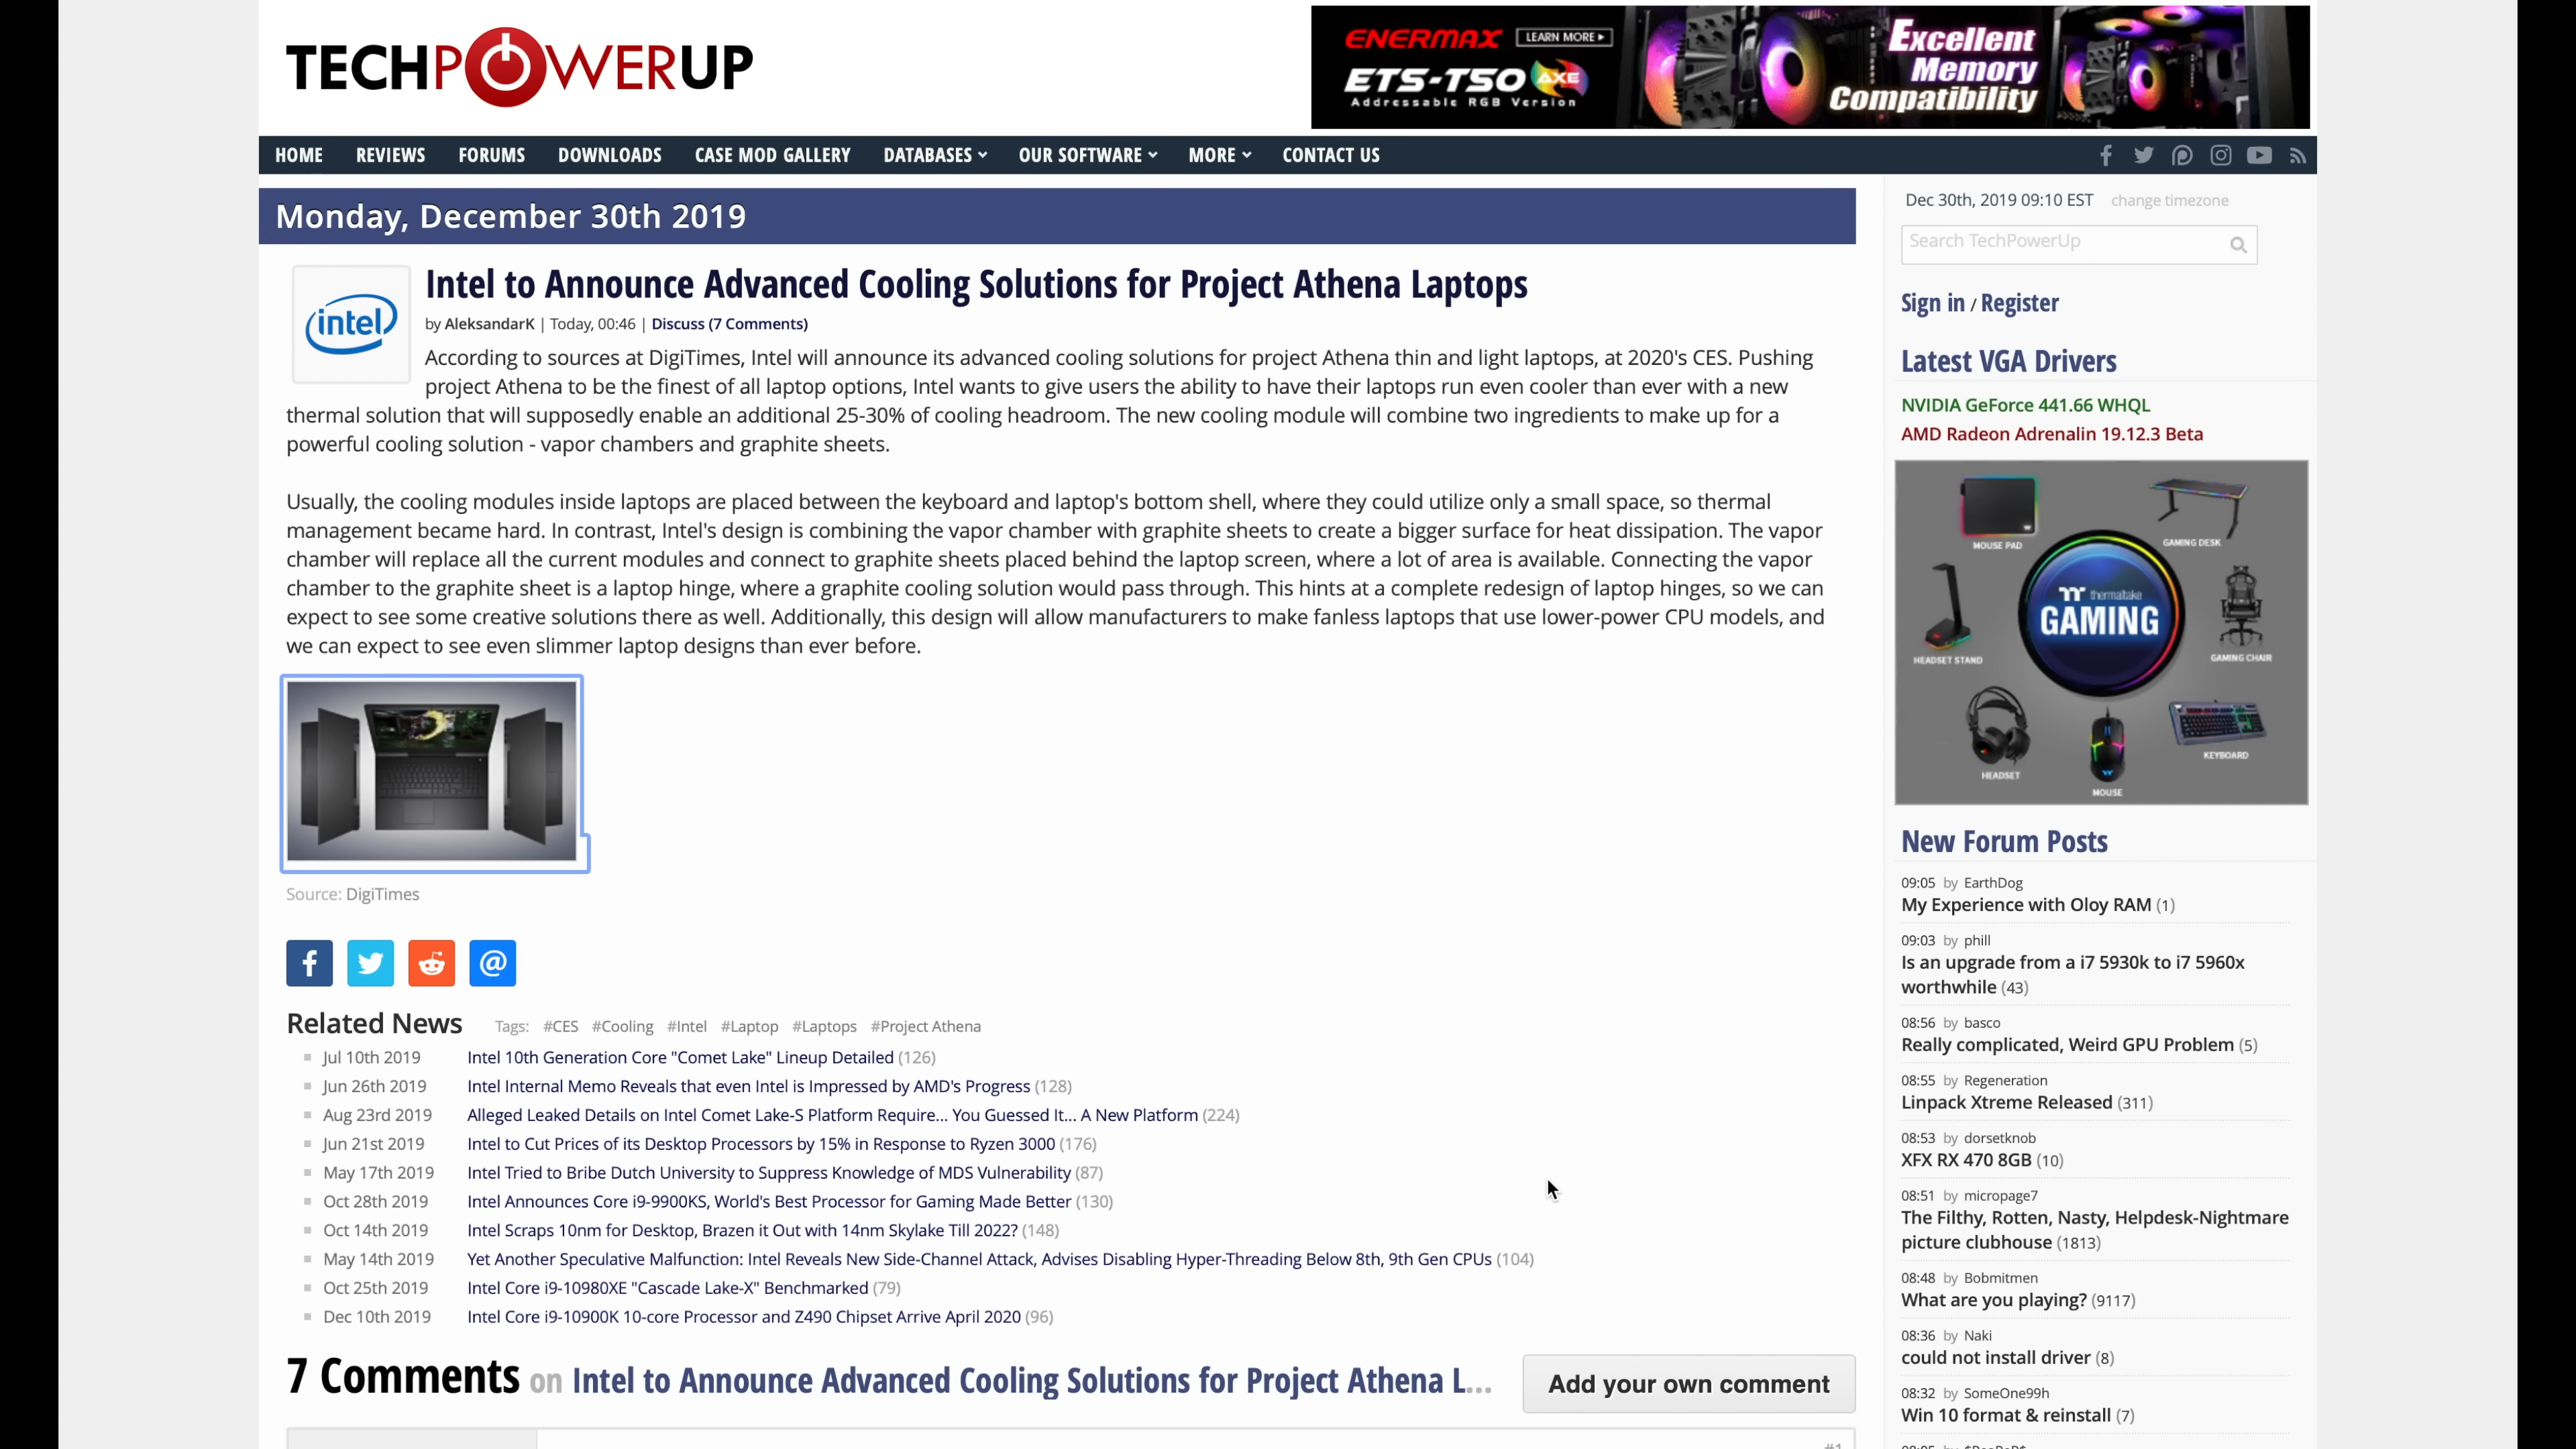 TECHPOWERUP
ENERMAX LEARN MORE
ETS-T50 AXE
Addressable RGB Version
Excellent
Memory
Compatibility
HOME REVIEWS FORUMS DOWNLOADS CASE MOD GALLERY DATABASES OUR SOFTWARE MORE CONTACT US
Monday, December 30th 2019
intel
Intel to Announce Advanced Cooling Solutions for Project Athena Laptops
by AleksandarK | Today, 00:46 | Discuss (7 Comments)
According to sources at DigiTimes, Intel will announce its advanced cooling solutions for project Athena thin and light laptops, at 2020's CES. Pushing
project Athena to be the finest of all laptop options, Intel wants to give users the ability to have their laptops run even cooler than ever with a new
thermal solution that will supposedly enable an additional 25-30% of cooling headroom. The new cooling module will combine two ingredients to make up for a
powerful cooling solution - vapor chambers and graphite sheets.
Usually, the cooling modules inside laptops are placed between the keyboard and laptop's bottom shell, where they could utilize only a small space, so thermal
management became hard. In contrast, Intel's design is combining the vapor chamber with graphite sheets to create a bigger surface for heat dissipation. The vapor
chamber will replace all the current modules and connect to graphite sheets placed behind the laptop screen, where a lot of area is available. Connecting the vapor
chamber to the graphite sheet is a laptop hinge, where a graphite cooling solution would pass through. This hints at a complete redesign of laptop hinges, so we can
expect to see some creative solutions there as well. Additionally, this design will allow manufacturers to make fanless laptops that use lower-power CPU models, and
we can expect to see even slimmer laptop designs than ever before.
Source: DigiTimes
Related News Tags: #CES #Cooling #Intel #Laptop #Laptops #Project Athena
Jul 10th 2019 Intel 10th Generation Core "Comet Lake" Lineup Detailed (126)
Jun 26th 2019 Intel Internal Memo Reveals that even Intel is Impressed by AMD's Progress (128)
Aug 23rd 2019 Alleged Leaked Details on Intel Comet Lake-S Platform Require... You Guessed It... A New Platform (224)
Jun 21st 2019 Intel to Cut Prices of its Desktop Processors by 15% in Response to Ryzen 3000 (176)
May 17th 2019 Intel Tried to Bribe Dutch University to Suppress Knowledge of MDS Vulnerability (87)
Oct 28th 2019 Intel Announces Core i9-9900KS, World's Best Processor for Gaming Made Better (130)
Oct 14th 2019 Intel Scraps 10nm for Desktop, Brazen it Out with 14nm Skylake Till 2022? (148)
May 14th 2019 Yet Another Speculative Malfunction: Intel Reveals New Side-Channel Attack, Advises Disabling Hyper-Threading Below 8th, 9th Gen CPUs (104)
Oct 25th 2019 Intel Core i9-10980XE "Cascade Lake-X" Benchmarked (79)
Dec 10th 2019 Intel Core i9-10900K 10-core Processor and Z490 Chipset Arrive April 2020 (96)
7 Comments on Intel to Announce Advanced Cooling Solutions for Project Athena L...
Add your own comment
Dec 30th, 2019 09:10 EST change timezone
Search TechPowerUp
Sign in / Register
Latest VGA Drivers
NVIDIA GeForce 441.66 WHQL
AMD Radeon Adrenalin 19.12.3 Beta
MOUSE PAD
GAMING DESK
thermaltake
GAMING
HEADSET STAND
GAMING CHAIR
HEADSET
MOUSE
KEYBOARD
New Forum Posts
09:05 by EarthDog
My Experience with Oloy RAM (1)
09:03 by phill
Is an upgrade from a i7 5930k to i7 5960x
worthwhile (43)
08:56 by basco
Really complicated, Weird GPU Problem (5)
08:55 by Regeneration
Linpack Xtreme Released (311)
08:53 by dorsetknob
XFX RX 470 8GB (10)
08:51 by micropage7
The Filthy, Rotten, Nasty, Helpdesk-Nightmare
picture clubhouse (1813)
08:48 by Bobmitmen
What are you playing? (9117)
08:36 by Naki
could not install driver (8)
08:32 by SomeOne99h
Win 10 format & reinstall (7)